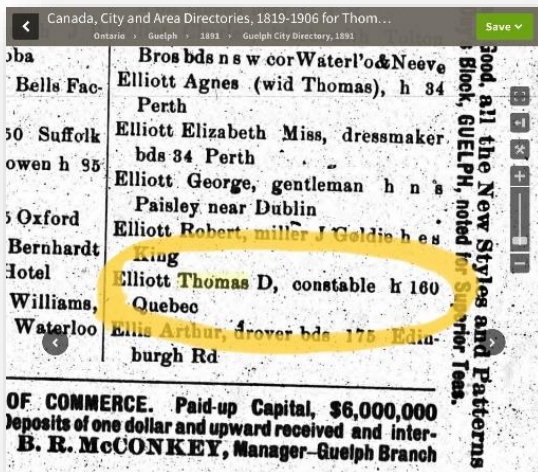 Canada, City and Area Directories, 1819-1906 for Thom...
Ontario › Guelph › 1891 › Guelph City Directory, 1891
Save
oba
Bells Fac-
50 Suffolk
owen h 95
5 Oxford
Bernhardt
Hotel
Williams,
Waterloo
Bros bds n s w cor Waterl'o&Neeve
Elliott Agnes (wid Thomas), h 34
Perth
Elliott Elizabeth Miss, dressmaker
bds 34 Perth
Elliott George, gentleman h n s
Paisley near Dublin
Elliott Robert, miller J Goldie h e s
King
Elliott Thomas D, constable h 160
Quebec
Ellis Arthur, drover bds 175 Edin-
burgh Rd
Good, all the New Styles and Patterns
s Block, GUELPH, noted for Superior Teas.
OF COMMERCE. Paid-up Capital, $6,000,000
Deposits of one dollar and upward received and inter-
B. R. McCONKEY, Manager-Guelph Branch